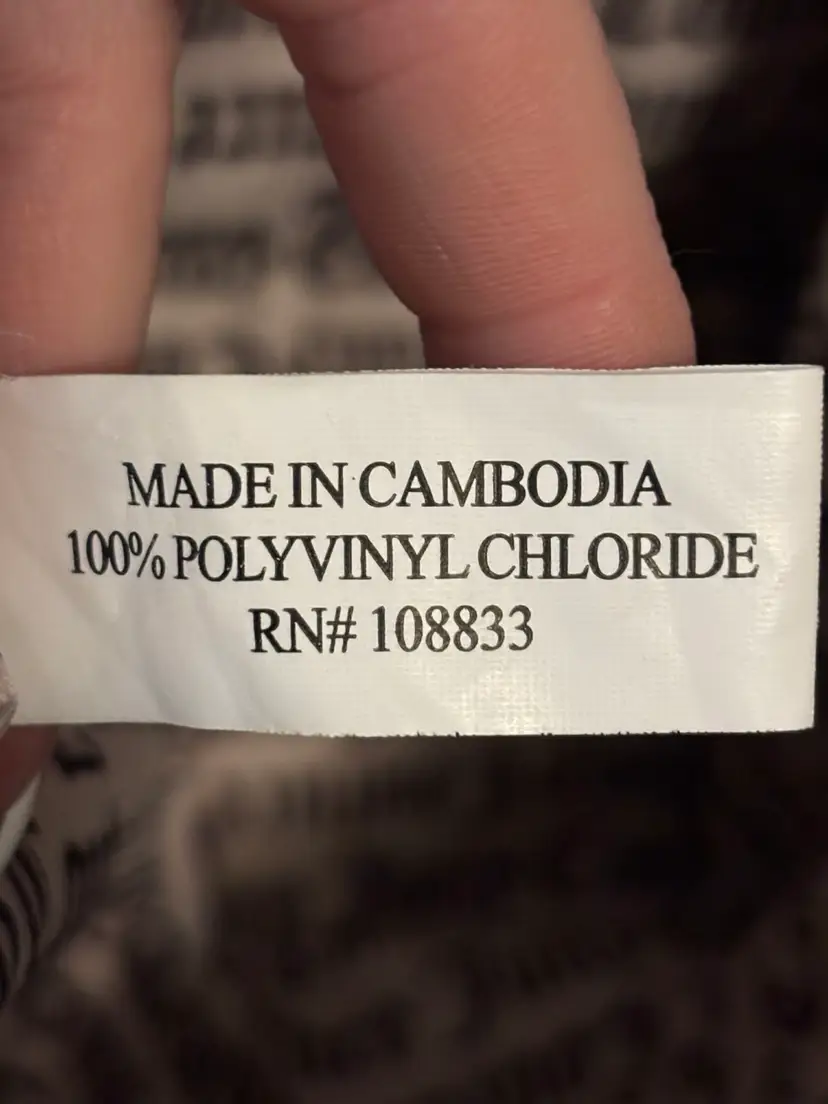 MADE IN CAMBODIA
100% POLYVINYL CHLORIDE
RN# 108833